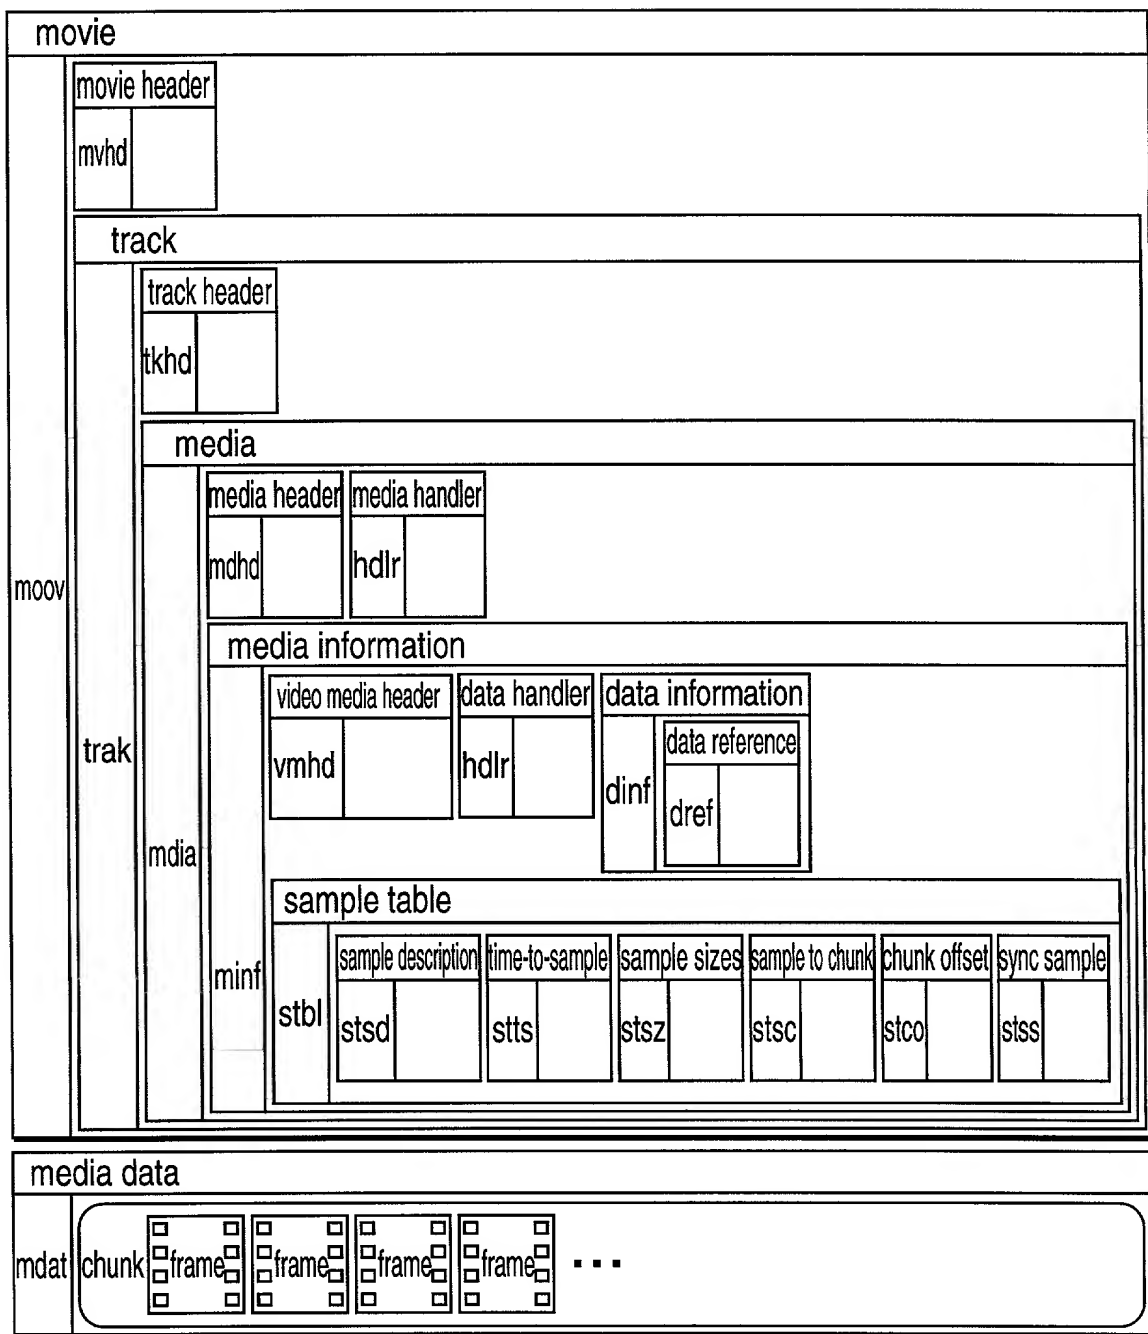 movie
movie header
mvhd
track
track header
tkhd
media
media header media handler
mdhd hdlr
moov
media information
video media header data handler data information
data reference
trak
vmhd hdlr
dinf
dref
mdia
sample table
sample description time-to-sample sample sizes sample to chunk chunk offset sync sample
minf
stbl
stsd stts stsz stsc stco stss
media data
mdat chunk frame frame frame frame ...